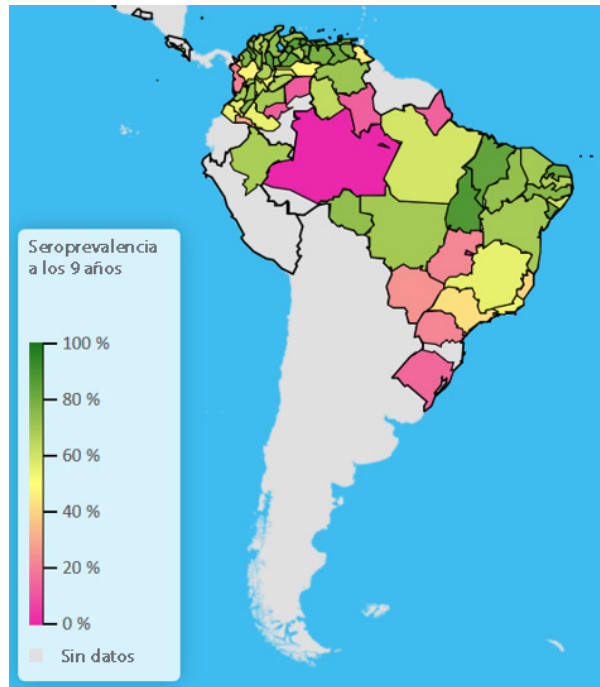 Seroprevalencia
a los 9 años
100 %
80 %
60 %
40 %
20 %
0 %
Sin datos